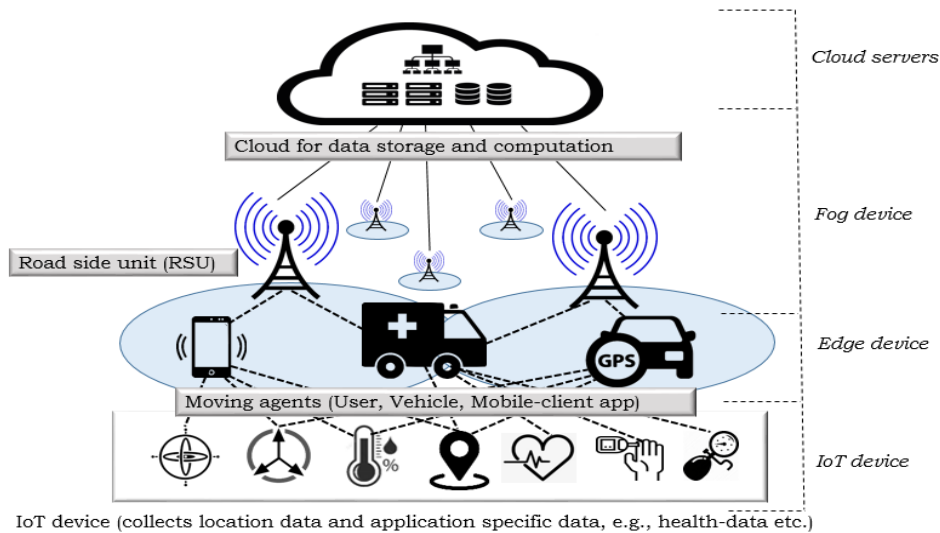 Cloud servers
Cloud for data storage and computation
Fog device
Road side unit (RSU)
Edge device
GPS
Moving agents (User, Vehicle, Mobile-client app)
%
IoT device
IoT device (collects location data and application specific data, e.g., health-data etc.)